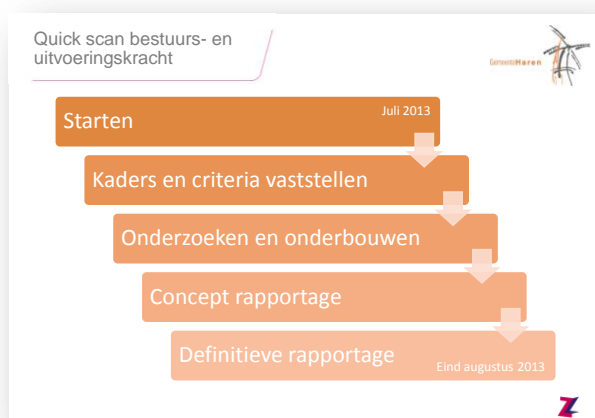 Quick scan bestuurs- en
uitvoeringskracht
GemeenteHaren
Starten
Juli 2013
Kaders en criteria vaststellen
Onderzoeken en onderbouwen
Concept rapportage
Definitieve rapportage
Eind augustus 2013